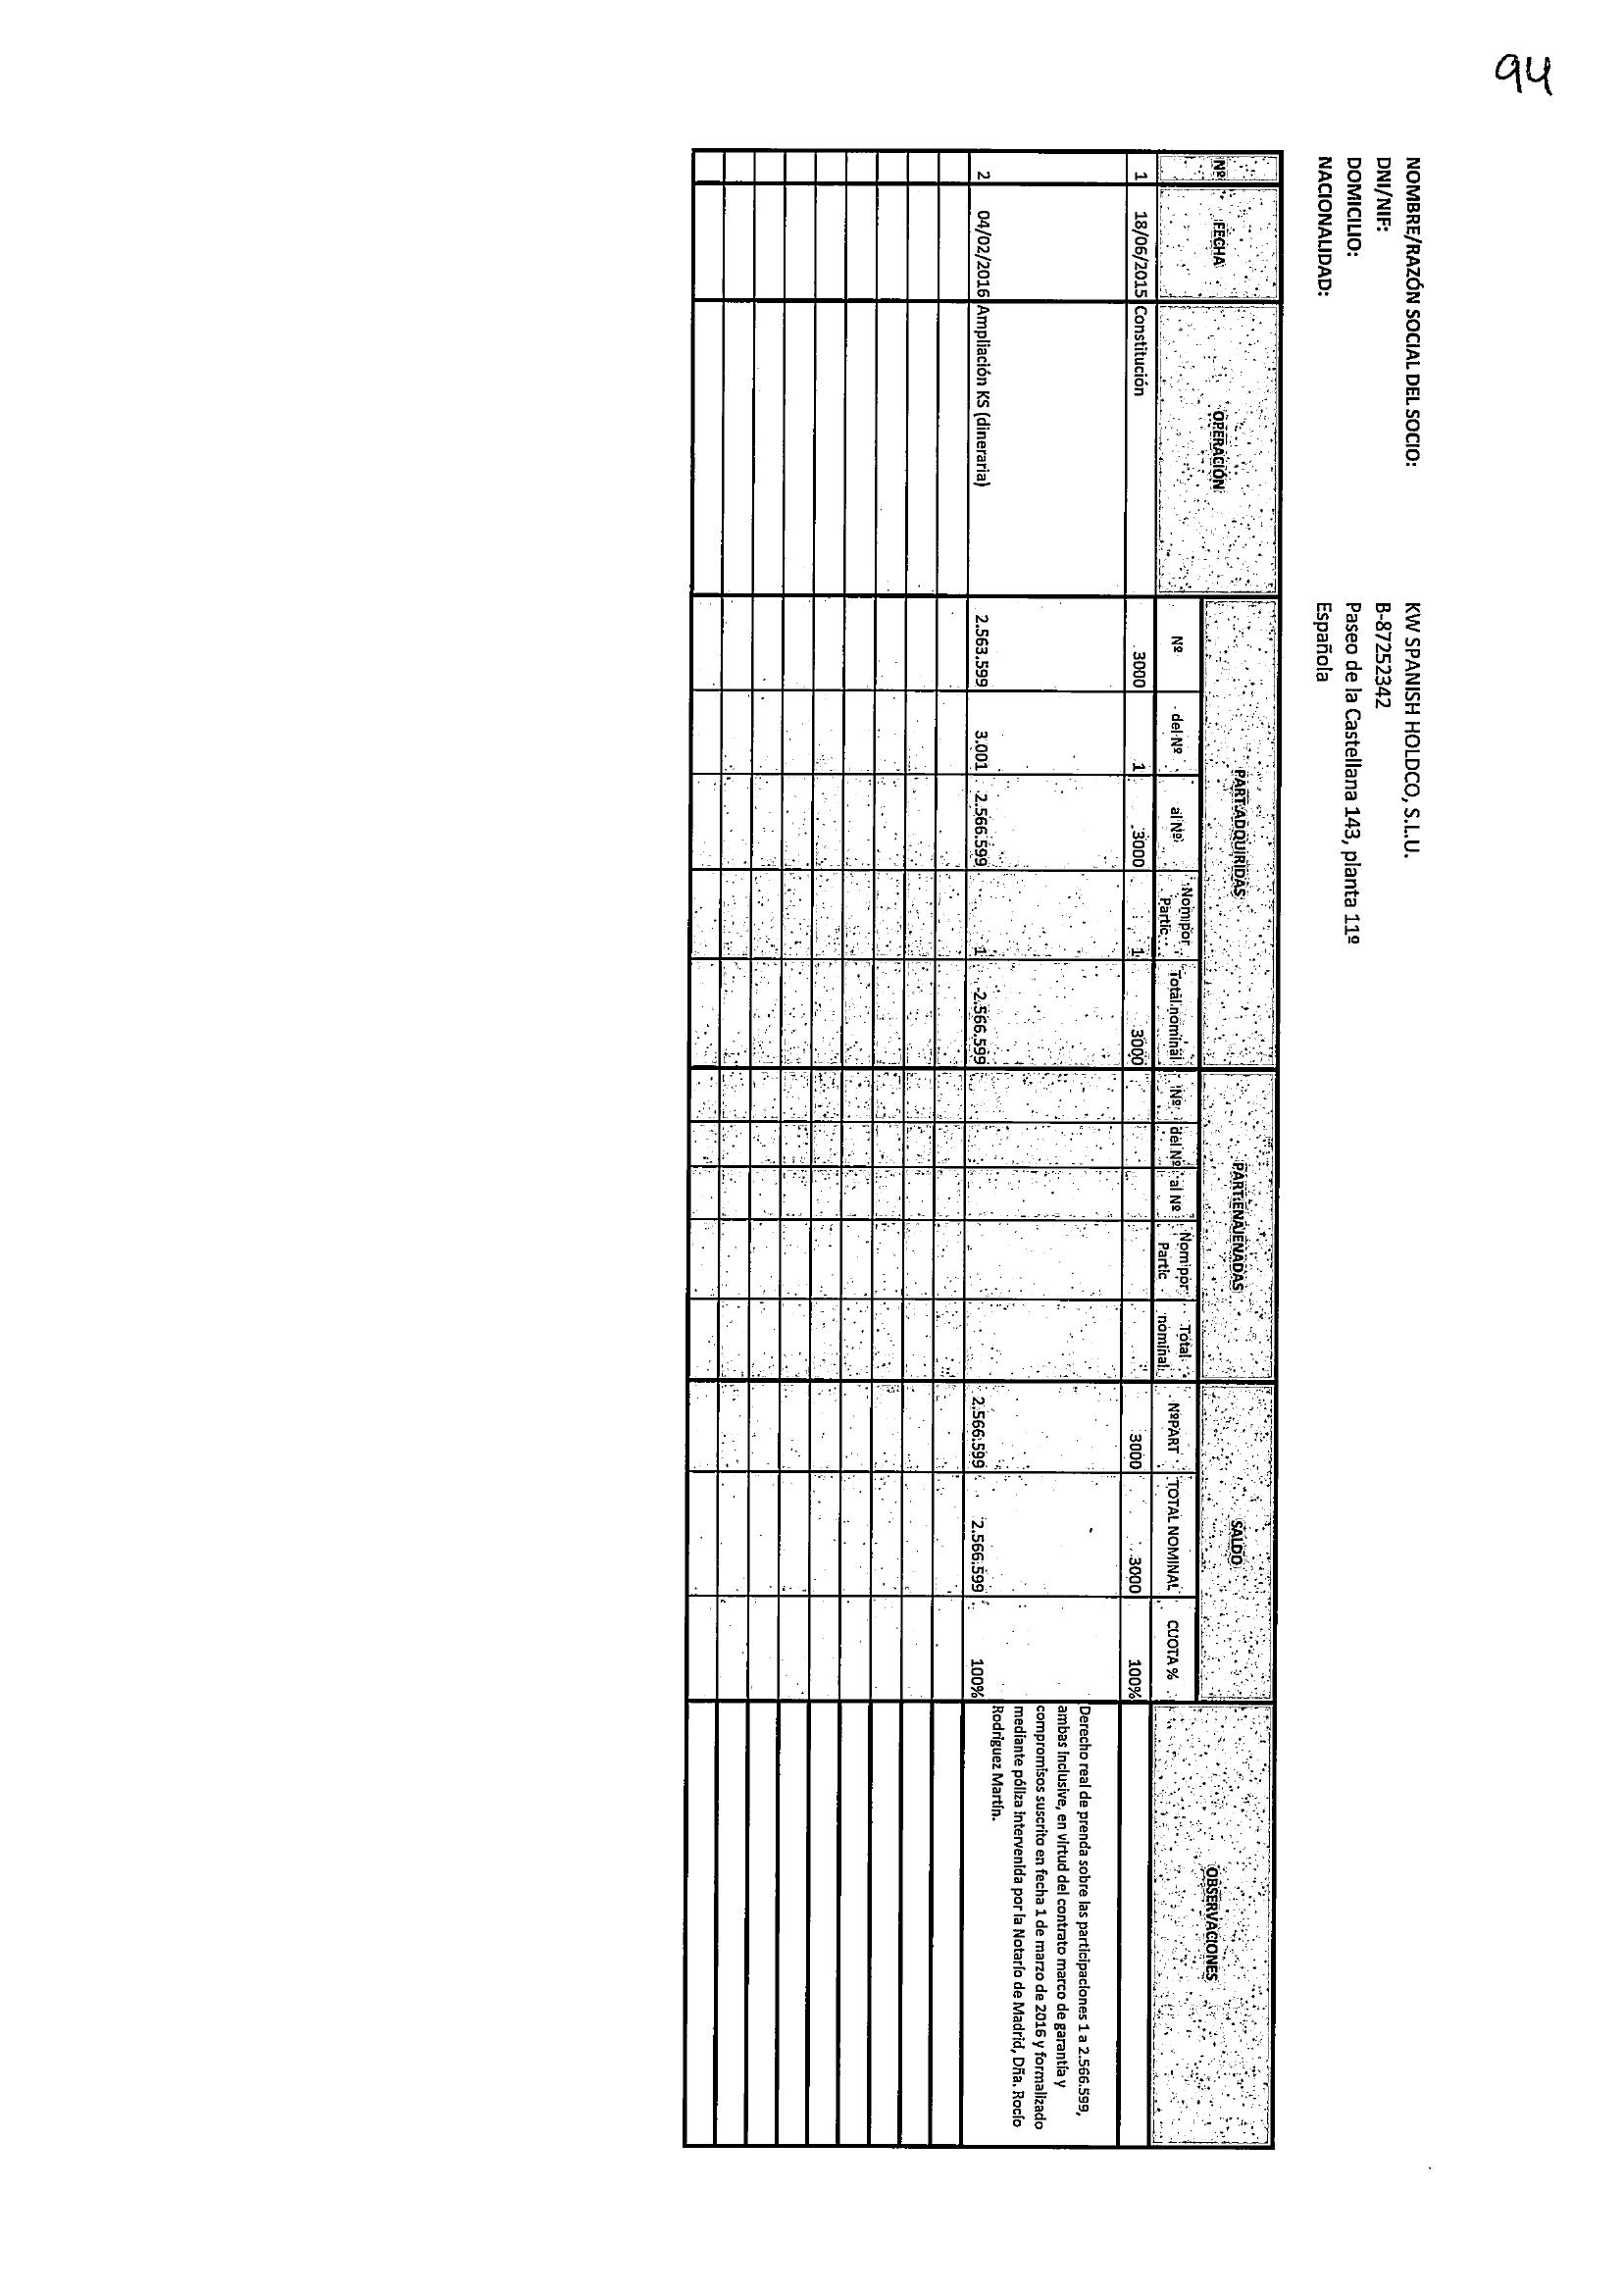 94
NOMBRE/RAZÓN SOCIAL DEL SOCIO: KW SPANISH HOLDCO, S.L.U.
DNI/NIF: B-87252342
DOMICILIO: Paseo de la Castellana 143, planta 11º
NACIONALIDAD: Española
Nº FECHA OPERACIÓN PART.ADQUIRIDAS PART.ENAJENADAS SALDO OBSERVACIONES
Nº del Nº al Nº Nom por Partic. Total nominal Nº del Nº al Nº Nom por Partic Total nominal NºPART TOTAL NOMINAL CUOTA %
1 18/06/2015 Constitución 3000 1 3000 1 3000 3000 3000 100%
2 04/02/2016 Ampliación KS (dineraria) 2.563.599 3.001 2.566.599 1 2.566.599 2.566.599 2.566.599 100%
Derecho real de prenda sobre las participaciones 1 a 2.566.599,
ambas inclusive, en virtud del contrato marco de garantía y
compromisos suscrito en fecha 1 de marzo de 2016 y formalizado
mediante póliza intervenida por la Notario de Madrid, Dña. Rocío
Rodríguez Martín.